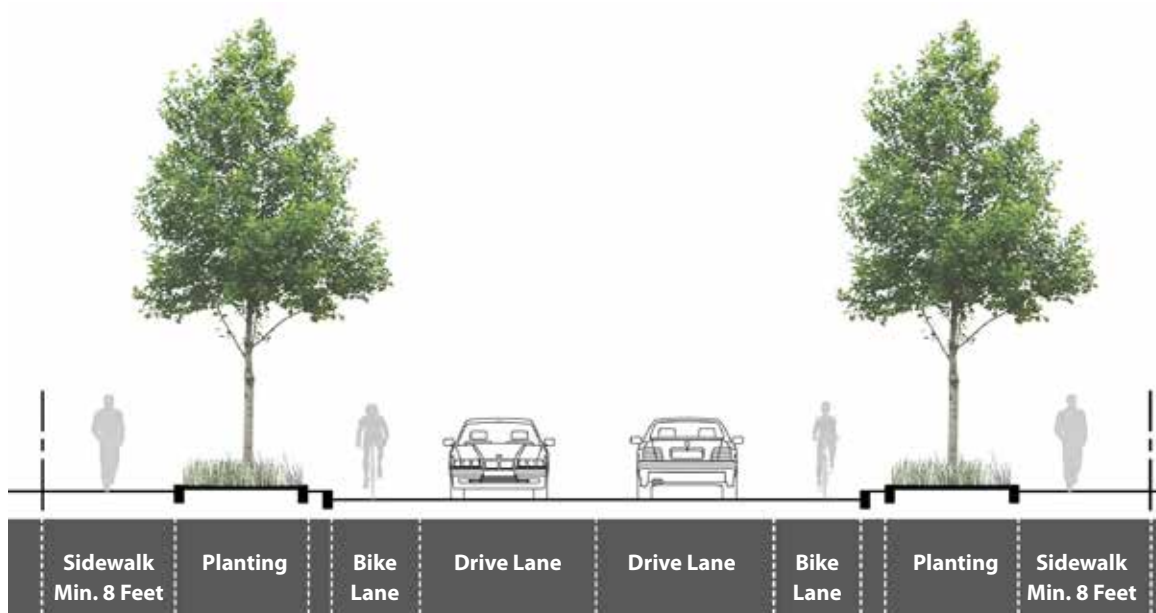 Sidewalk
Min. 8 Feet
Planting
Bike
Lane
Drive Lane
Drive Lane
Bike
Lane
Planting
Sidewalk
Min. 8 Feet